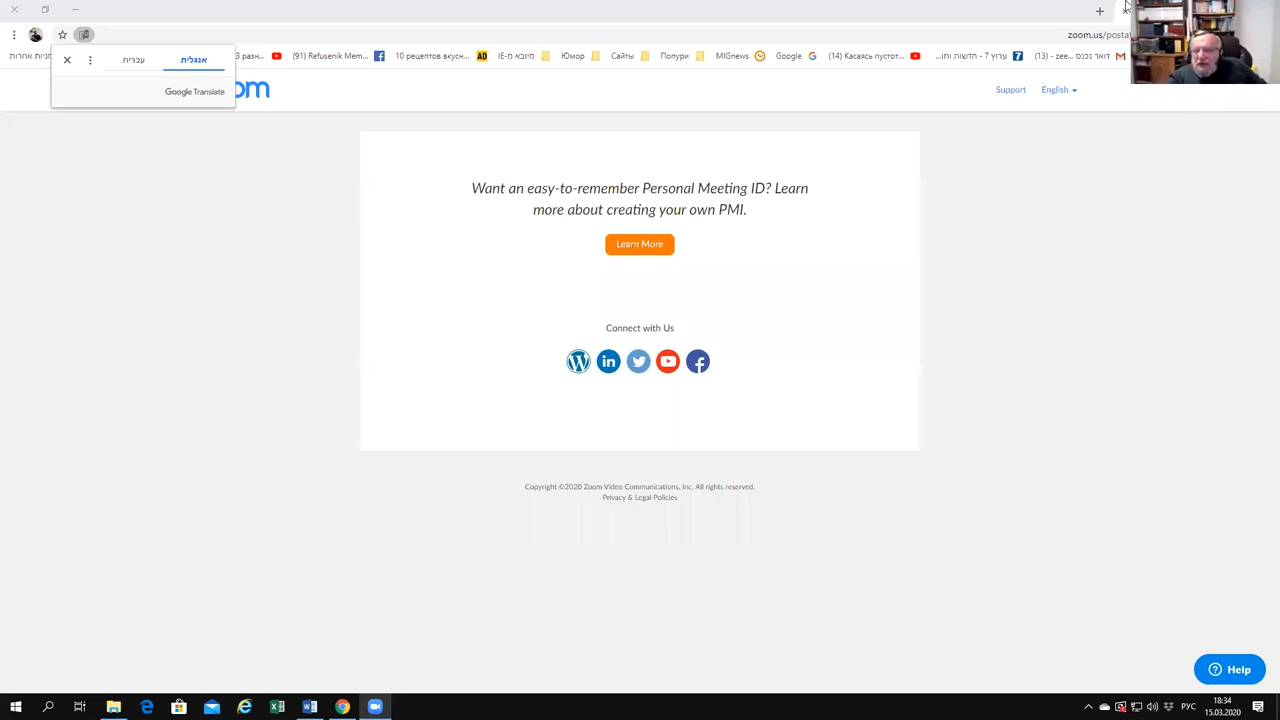 zoom.us/posta
דואר נכנס (13) - zee...
ערוץ 7 - חדשות ותו...
(14) Касаясь пустот...
Google
MIGnews
Попури
Сайты
Юмор
מיובא מ-IE
10 рецептов вкусн...
(91) Refusenik Mem...
3 разн...
אנגלית
עברית
Google Translate
Support
English
Want an easy-to-remember Personal Meeting ID? Learn
more about creating your own PMI.
Learn More
Connect with Us
Copyright ©2020 Zoom Video Communications, Inc. All rights reserved.
Privacy & Legal Policies
Help
РУС
18:34
15.03.2020